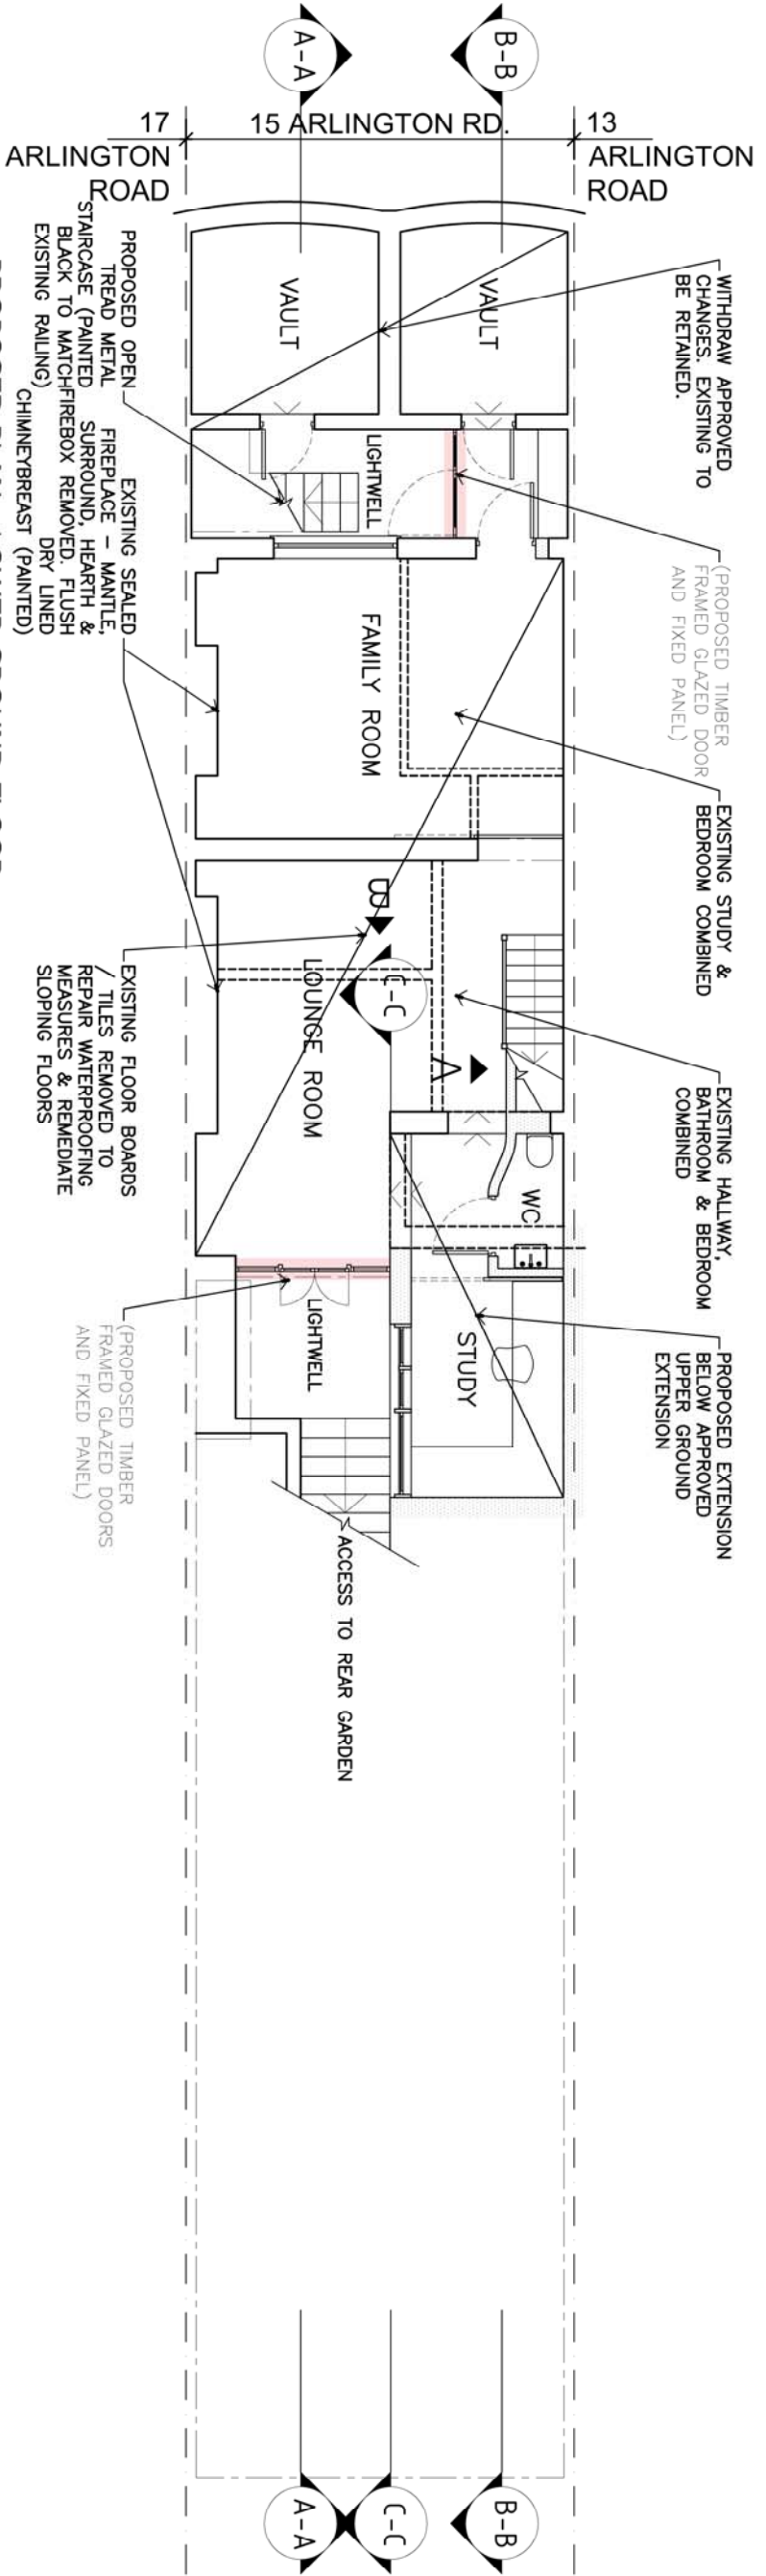 17
ARLINGTON
ROAD
15 ARLINGTON RD.
13
ARLINGTON
ROAD
A-A
B-B
WITHDRAW APPROVED
CHANGES. EXISTING TO
BE RETAINED.
(PROPOSED TIMBER
FRAMED GLAZED DOOR
AND FIXED PANEL)
EXISTING STUDY &
BEDROOM COMBINED
EXISTING HALLWAY,
BATHROOM & BEDROOM
COMBINED
PROPOSED EXTENSION
BELOW APPROVED
UPPER GROUND
EXTENSION
VAULT
VAULT
LIGHTWELL
FAMILY ROOM
B
C-C
A
LOUNGE ROOM
WC
STUDY
LIGHTWELL
ACCESS TO REAR GARDEN
PROPOSED OPEN
TREAD METAL
STAIRCASE (PAINTED
BLACK TO MATCH
EXISTING RAILING)
EXISTING SEALED
FIREPLACE - MANTLE,
SURROUND, HEARTH &
FIREBOX REMOVED. FLUSH
DRY LINED
CHIMNEYBREAST (PAINTED)
EXISTING FLOOR BOARDS
/ TILES REMOVED TO
REPAIR WATERPROOFING
MEASURES & REMEDIATE
SLOPING FLOORS
(PROPOSED TIMBER
FRAMED GLAZED DOORS
AND FIXED PANEL)
A-A
C-C
B-B